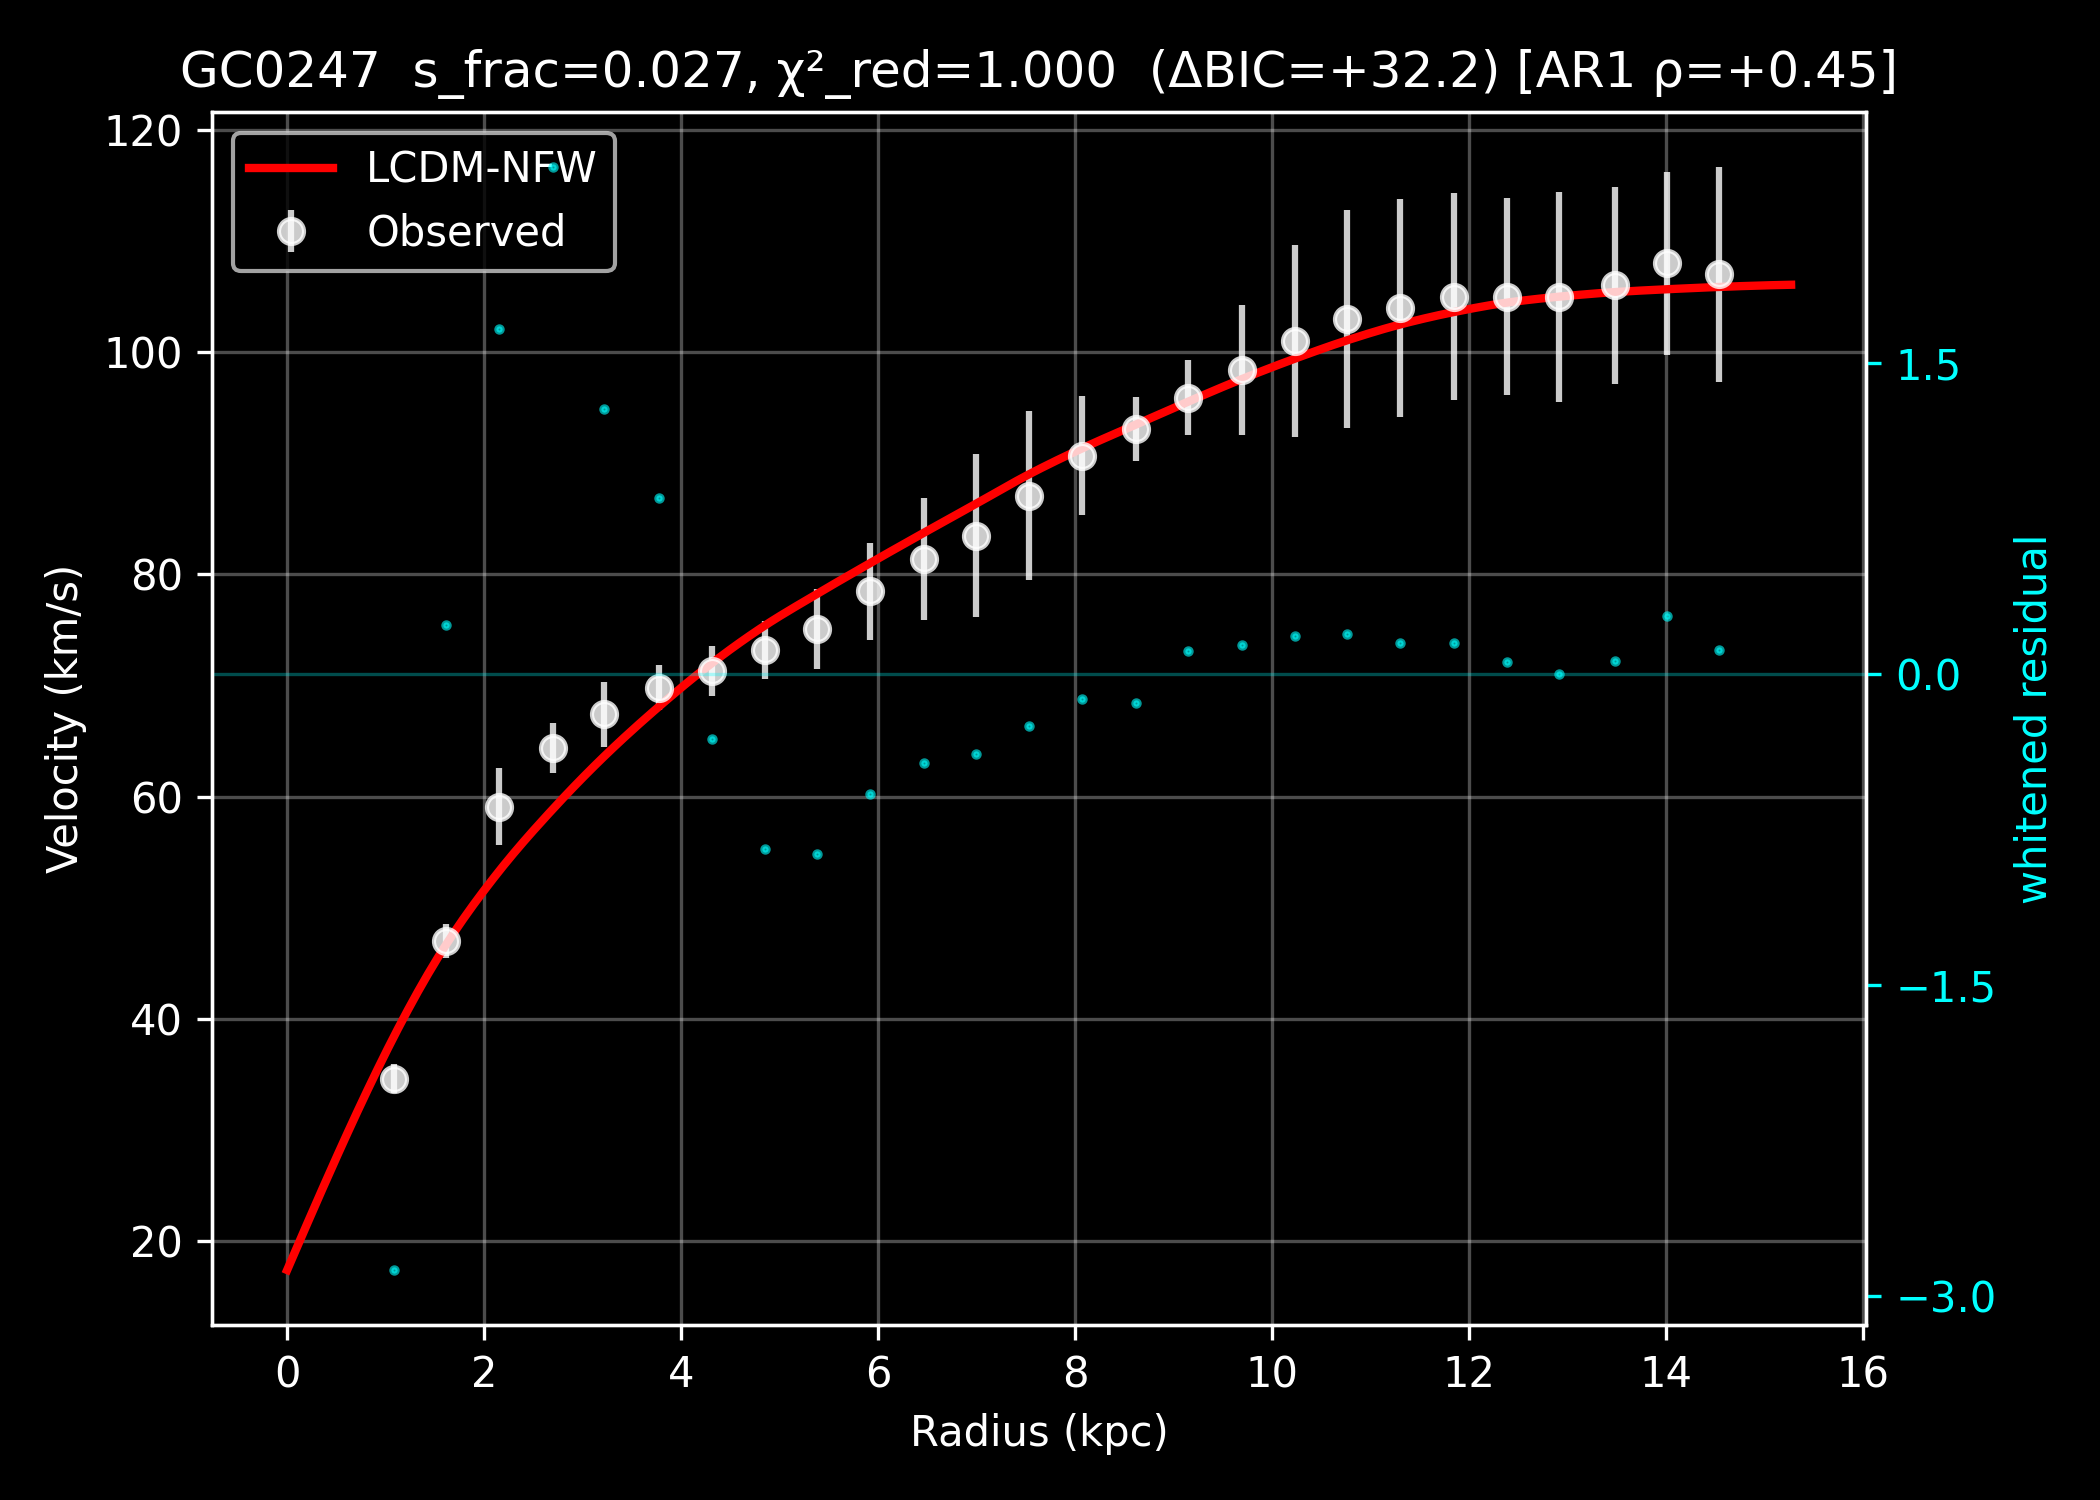 GC0247 s_frac=0.027, χ²_red=1.000 (ΔBIC=+32.2) [AR1 ρ=+0.45]
LCDM-NFW
Observed
120
100
80
60
40
20
Velocity (km/s)
1.5
0.0
−1.5
−3.0
whitened residual
0 2 4 6 8 10 12 14 16
Radius (kpc)